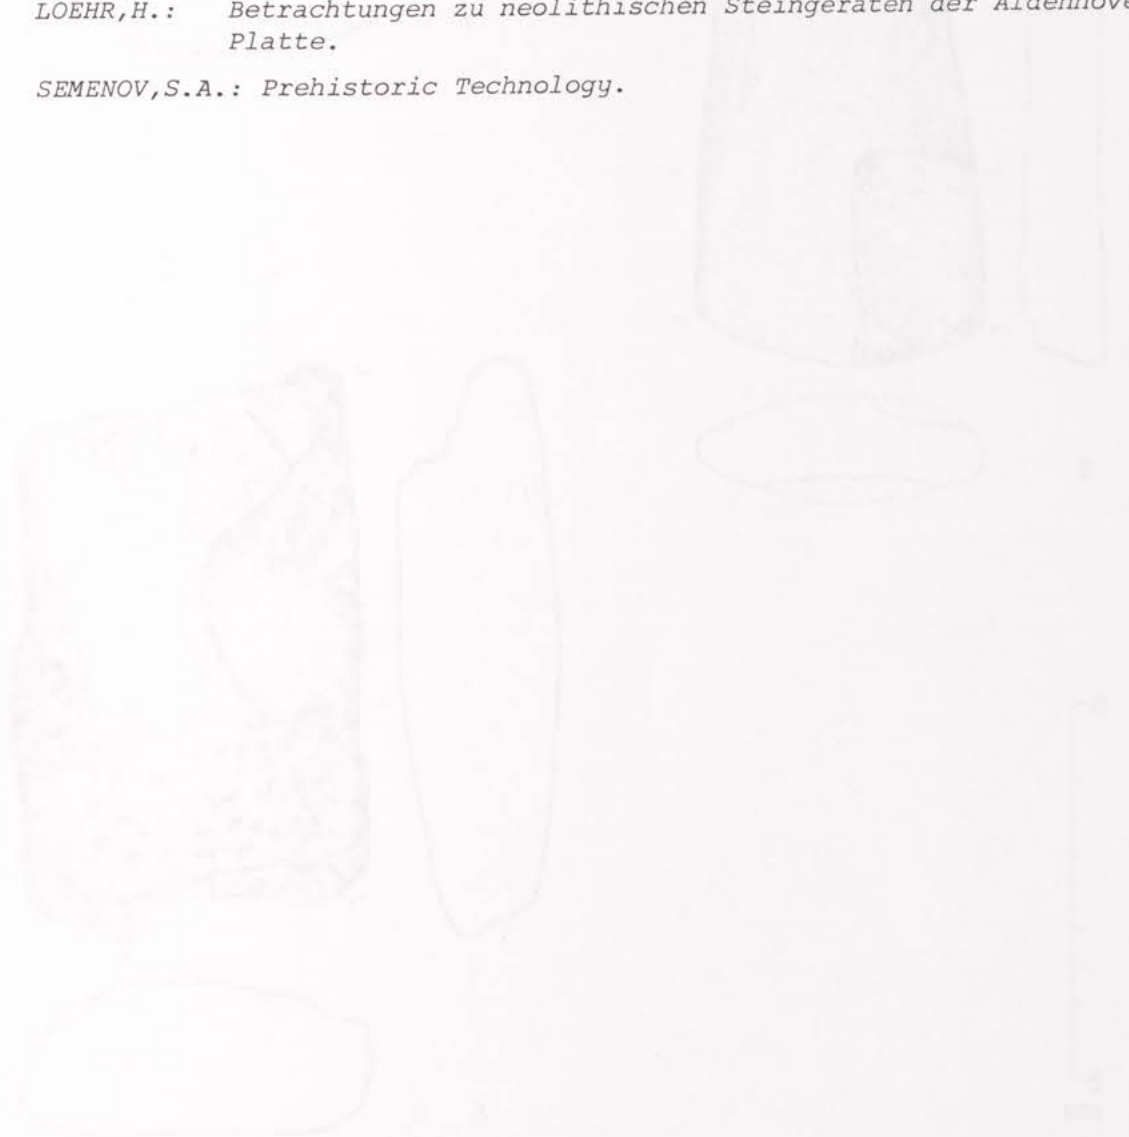 LOEHR,H.: Betrachtungen zu neolithischen Steingeräten der
Platte.
SEMENOV,S.A.: Prehistoric Technology.